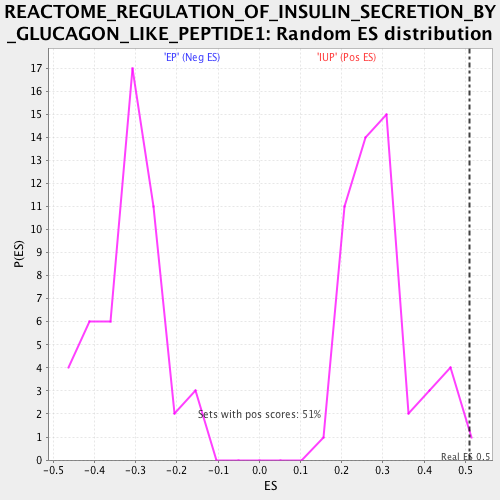 REACTOME_REGULATION_OF_INSULIN_SECRETION_BY
_GLUCAGON_LIKE_PEPTIDE1: Random ES distribution
'EP' (Neg ES) 'IUP' (Pos ES)
17
16
15
14
13
12
11
10
9
8
7
6
5
4
3
2
1
0
P(ES)
Sets with pos scores: 51%
Real ES 0.5
-0.5 -0.4 -0.3 -0.2 -0.1 0.0 0.1 0.2 0.3 0.4 0.5
ES